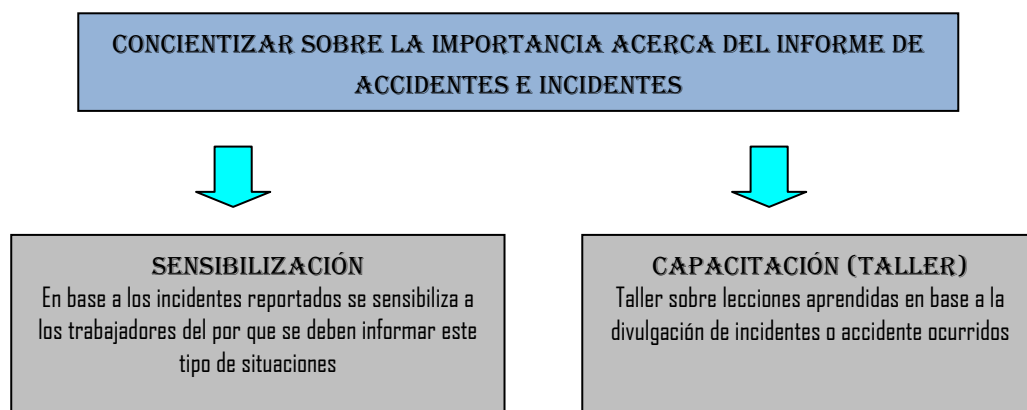 CONCIENTIZAR SOBRE LA IMPORTANCIA ACERCA DEL INFORME DE
ACCIDENTES E INCIDENTES
SENSIBILIZACIÓN
En base a los incidentes reportados se sensibiliza a
los trabajadores del por que se deben informar este
tipo de situaciones
CAPACITACIÓN (TALLER)
Taller sobre lecciones aprendidas en base a la
divulgación de incidentes o accidente ocurridos